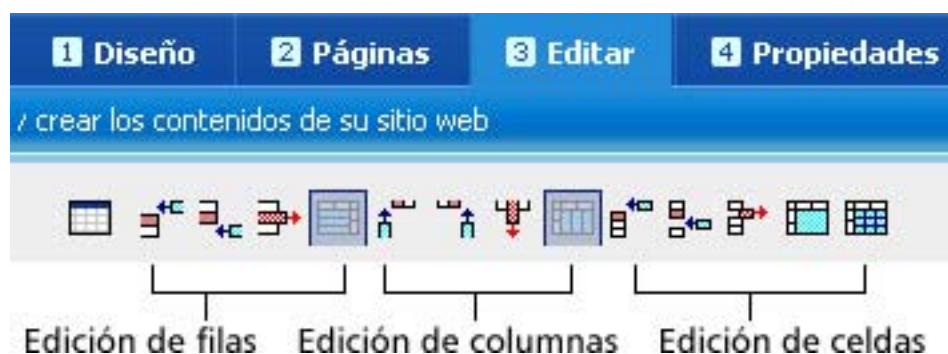 1 Diseño 2 Páginas 3 Editar 4 Propiedades
y crear los contenidos de su sitio web
Edición de filas Edición de columnas Edición de celdas